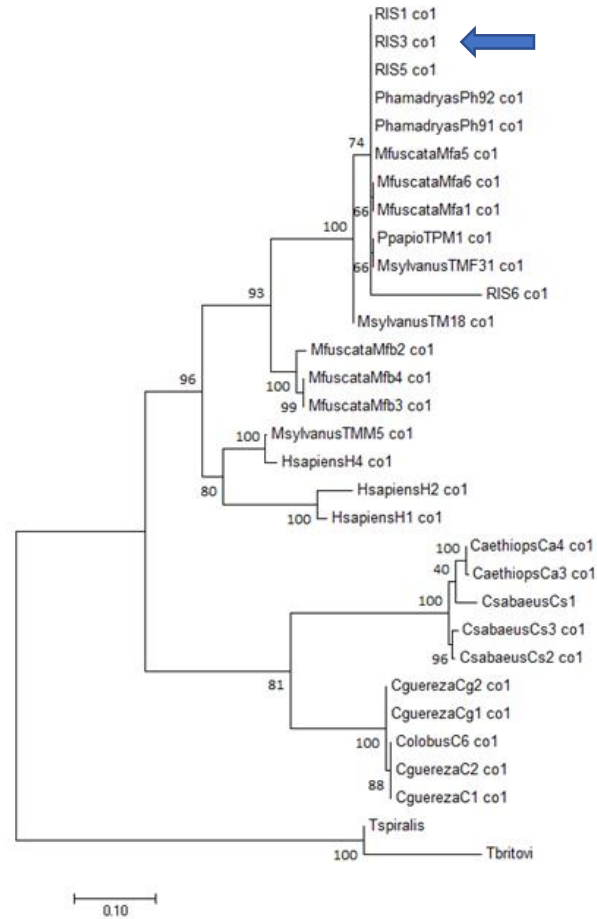 RIS1 co1
RIS3 co1
RIS5 co1
PhamadryasPh92 co1
PhamadryasPh91 co1
74
MfuscataMfa5 co1
MfuscataMfa6 co1
66
MfuscataMfa1 co1
100
PpapioTPM1 co1
66
MsylvanusTMF31 co1
93
RIS6 co1
MsylvanusTM18 co1
MfuscataMfb2 co1
96
100
MfuscataMfb4 co1
99
MfuscataMfb3 co1
100
MsylvanusTMM5 co1
HsapiensH4 co1
80
HsapiensH2 co1
100
HsapiensH1 co1
100
CaethiopsCa4 co1
40
CaethiopsCa3 co1
100
CsabaeusCs1
CsabaeusCs3 co1
96
CsabaeusCs2 co1
81
CguerezaCg2 co1
CguerezaCg1 co1
100
ColobusC6 co1
CguerezaC2 co1
88
CguerezaC1 co1
Tspiralis
100
Tbritovi
0.10